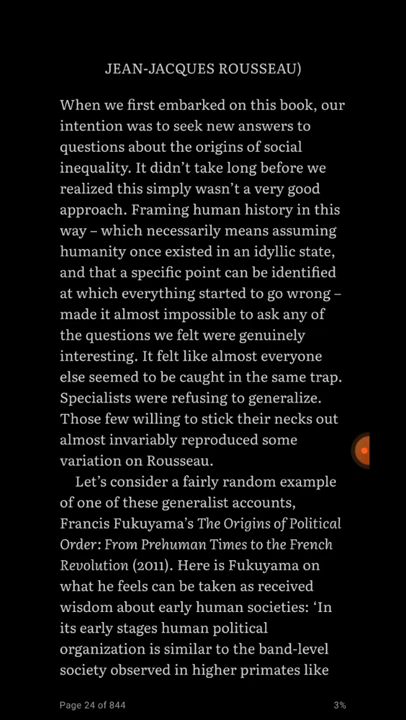 JEAN-JACQUES ROUSSEAU)
When we first embarked on this book, our
intention was to seek new answers to
questions about the origins of social
inequality. It didn’t take long before we
realized this simply wasn’t a very good
approach. Framing human history in this
way – which necessarily means assuming
humanity once existed in an idyllic state,
and that a specific point can be identified
at which everything started to go wrong –
made it almost impossible to ask any of
the questions we felt were genuinely
interesting. It felt like almost everyone
else seemed to be caught in the same trap.
Specialists were refusing to generalize.
Those few willing to stick their necks out
almost invariably reproduced some
variation on Rousseau.
Let’s consider a fairly random example
of one of these generalist accounts,
Francis Fukuyama’s The Origins of Political
Order: From Prehuman Times to the French
Revolution (2011). Here is Fukuyama on
what he feels can be taken as received
wisdom about early human societies: ‘In
its early stages human political
organization is similar to the band-level
society observed in higher primates like
Page 24 of 844 3%